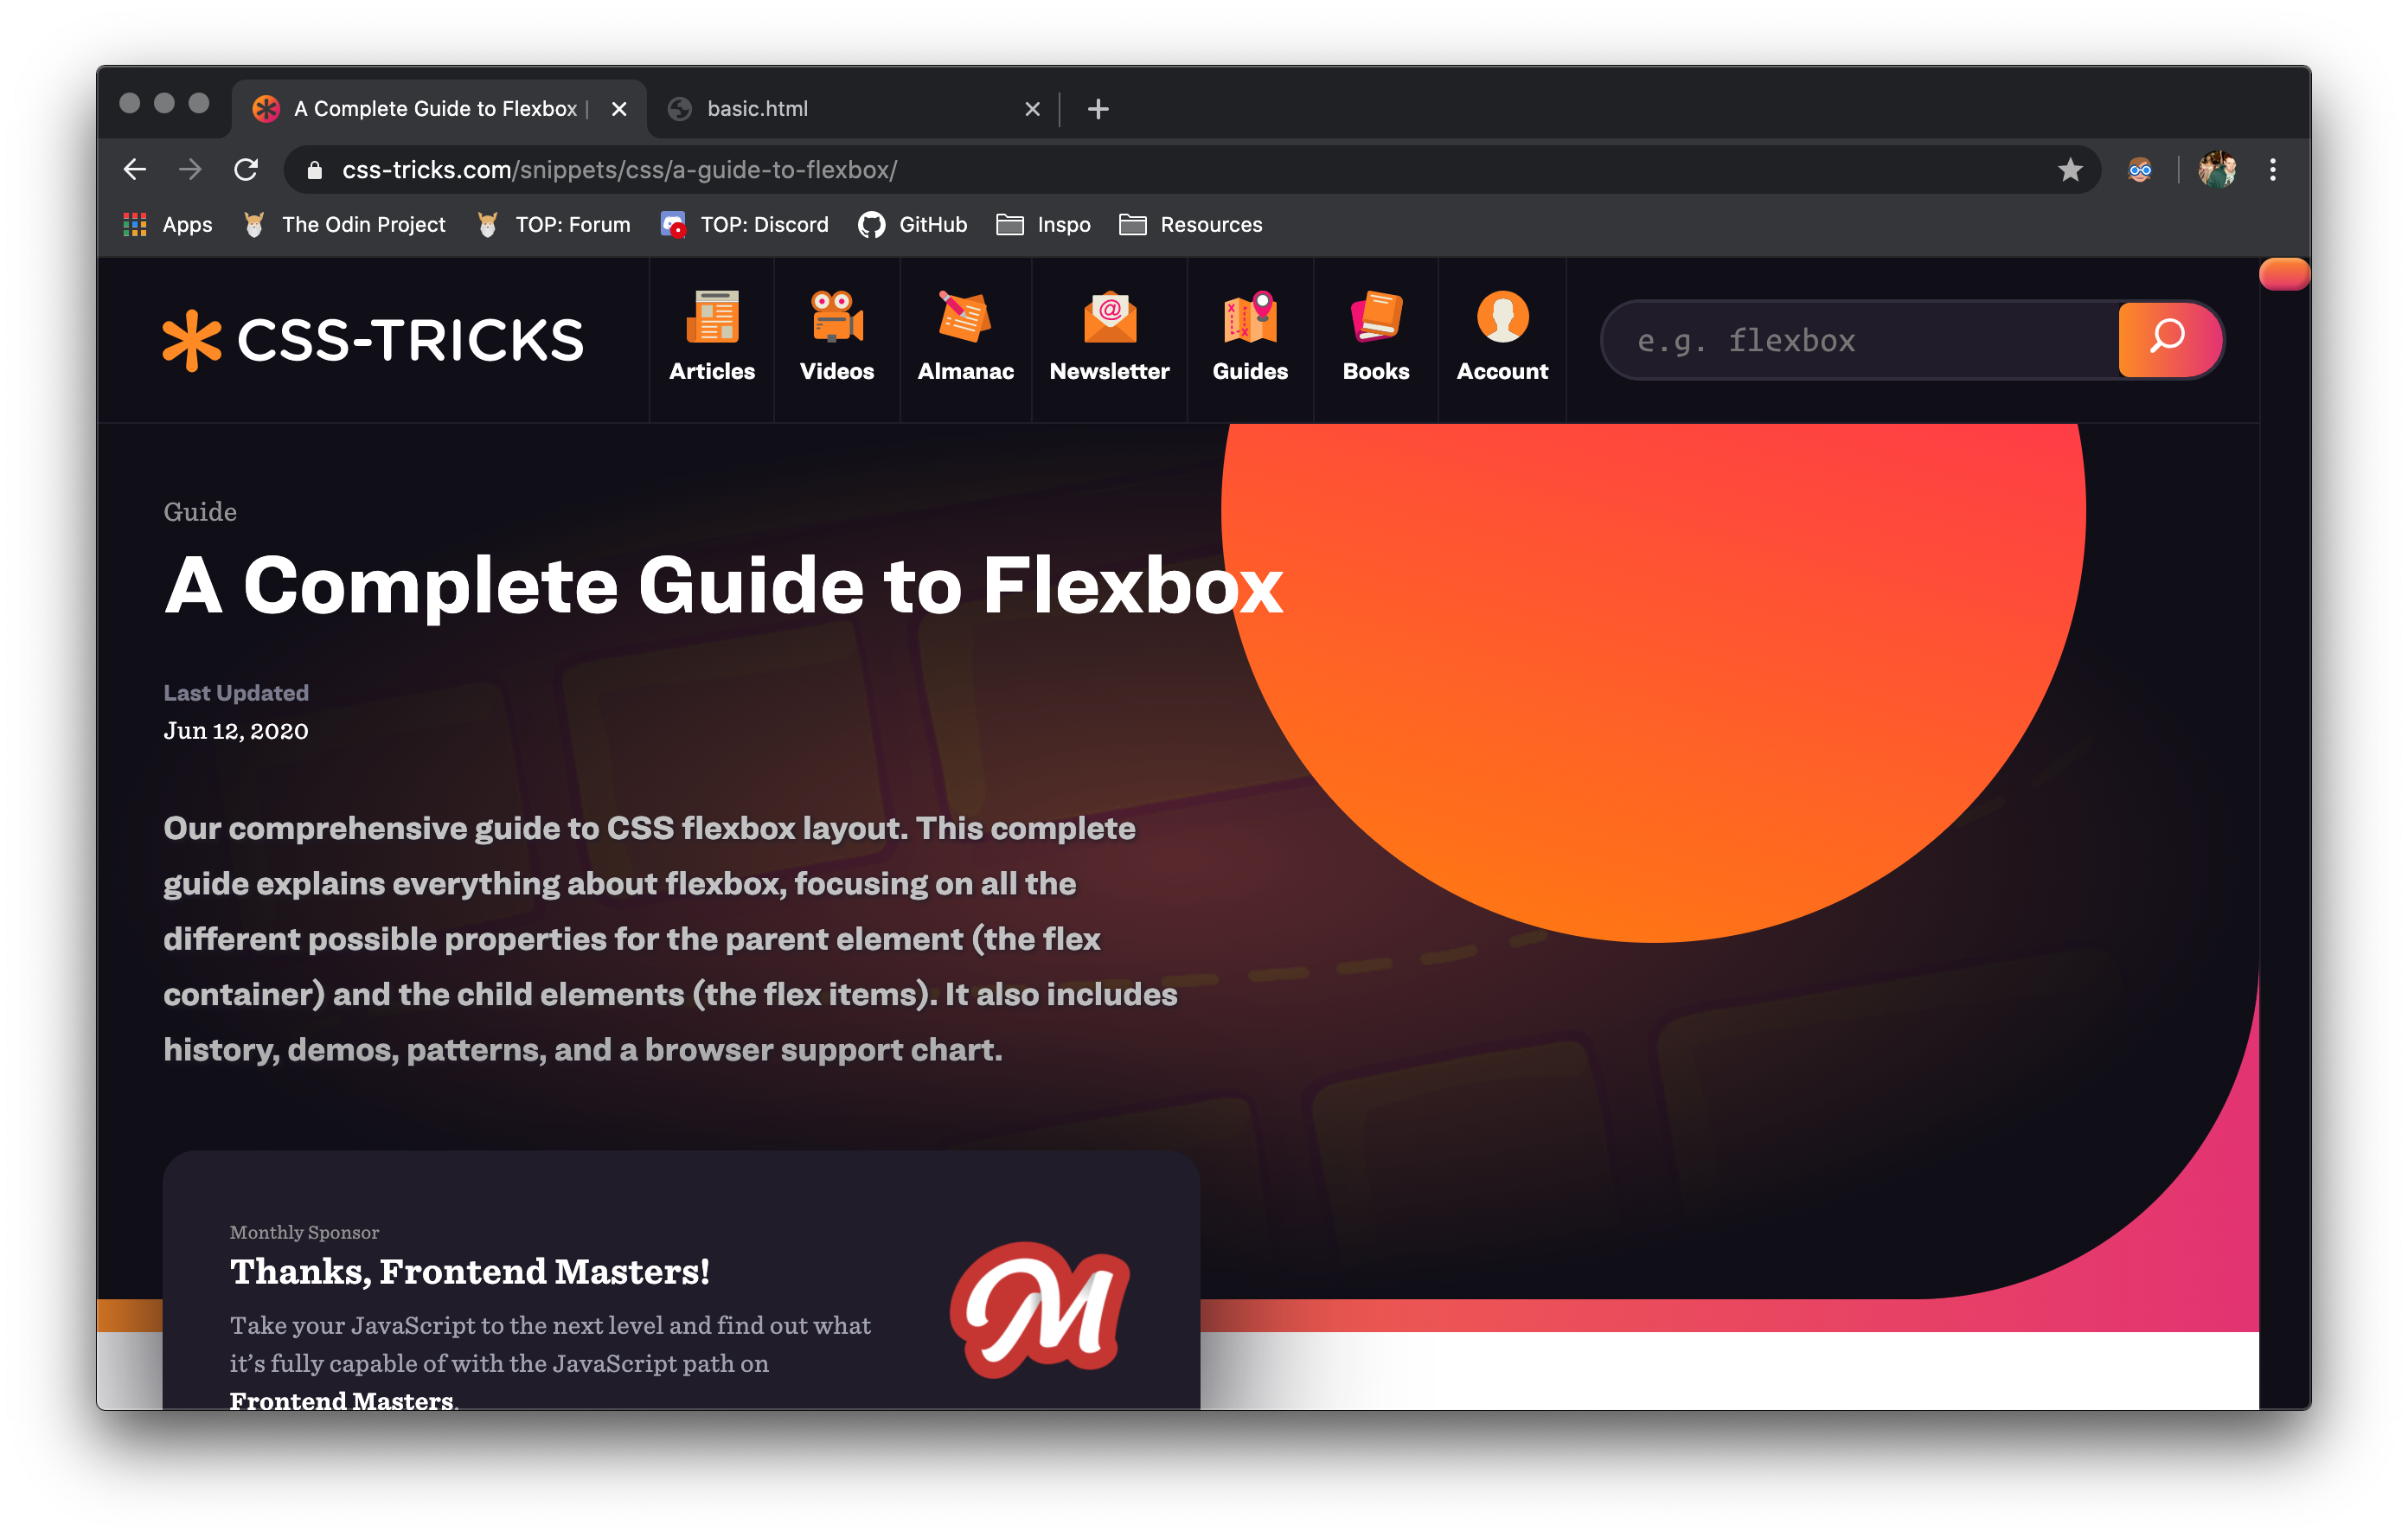 A Complete Guide to Flexbox |
basic.html
css-tricks.com/snippets/css/a-guide-to-flexbox/
Apps
The Odin Project
TOP: Forum
TOP: Discord
GitHub
Inspo
Resources
CSS-TRICKS
Articles
Videos
Almanac
Newsletter
Guides
Books
Account
e.g. flexbox
Guide
A Complete Guide to Flexbox
Last Updated
Jun 12, 2020
Our comprehensive guide to CSS flexbox layout. This complete
guide explains everything about flexbox, focusing on all the
different possible properties for the parent element (the flex
container) and the child elements (the flex items). It also includes
history, demos, patterns, and a browser support chart.
Monthly Sponsor
Thanks, Frontend Masters!
Take your JavaScript to the next level and find out what
it’s fully capable of with the JavaScript path on
Frontend Masters.
M